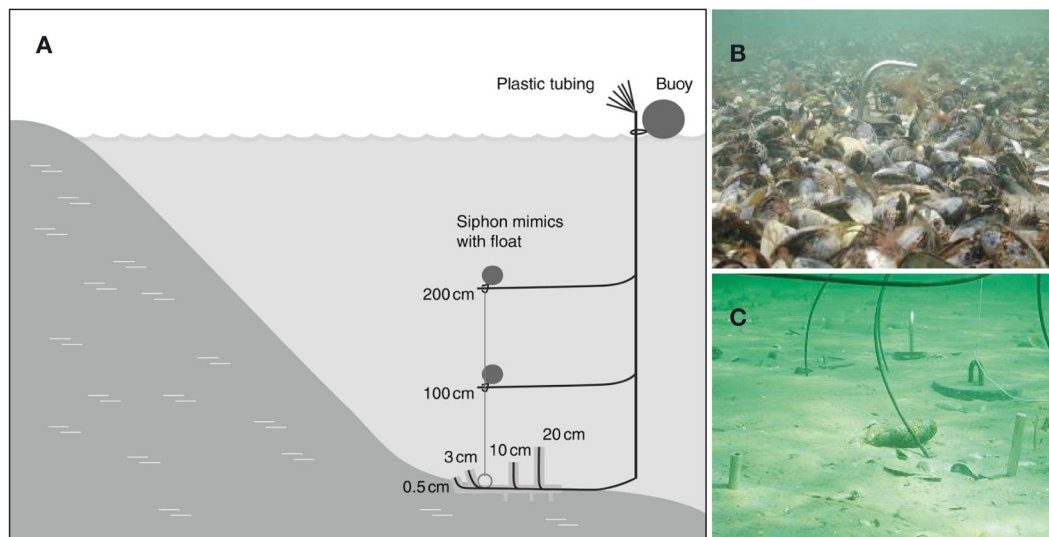 A
Plastic tubing
Buoy
Siphon mimics
with float
200 cm
100 cm
3 cm
10 cm
20 cm
0.5 cm
B
C